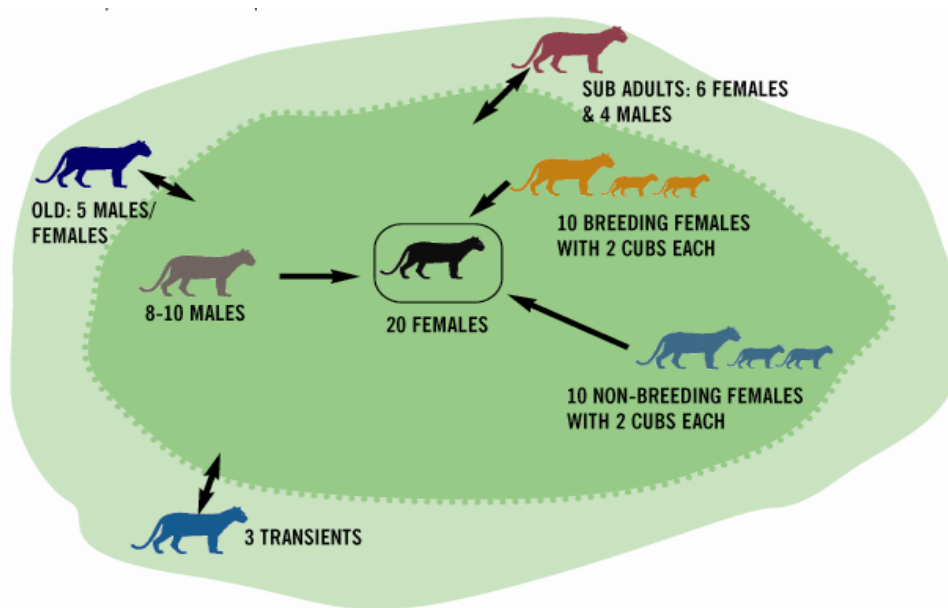 SUB ADULTS: 6 FEMALES
& 4 MALES
OLD: 5 MALES/
FEMALES
10 BREEDING FEMALES
WITH 2 CUBS EACH
8-10 MALES
20 FEMALES
10 NON-BREEDING FEMALES
WITH 2 CUBS EACH
3 TRANSIENTS